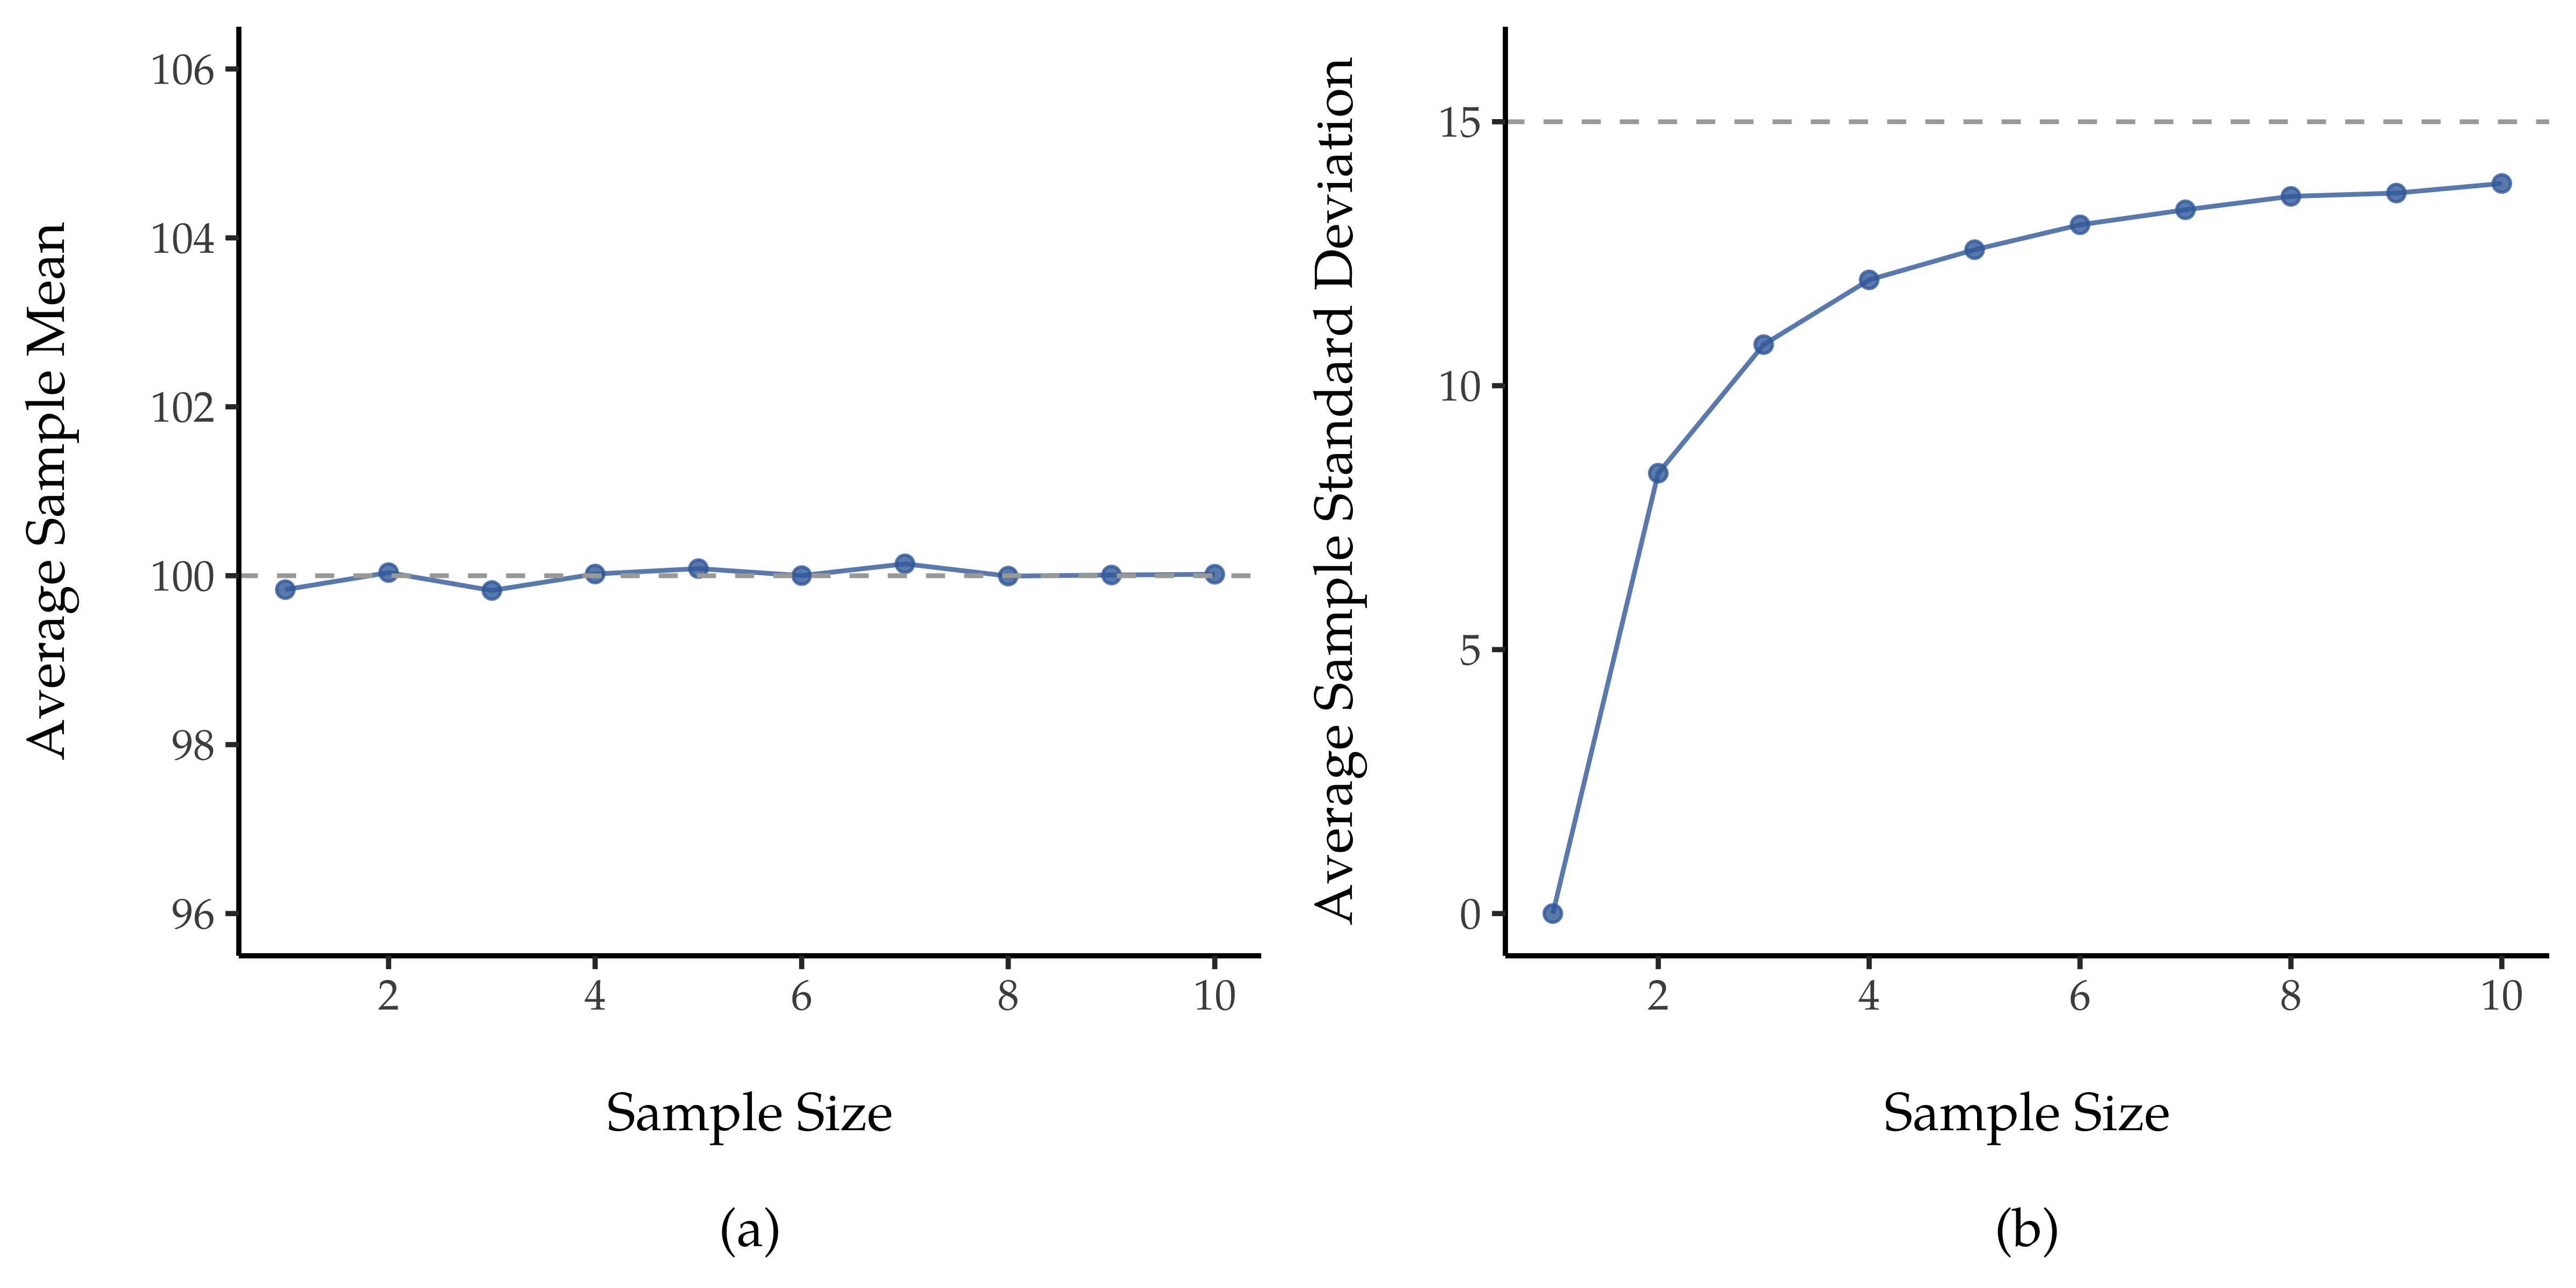 Average Sample Mean
106
104
102
100
98
96
2 4 6 8 10
Sample Size
(a)
Average Sample Standard Deviation
15
10
5
0
2 4 6 8 10
Sample Size
(b)